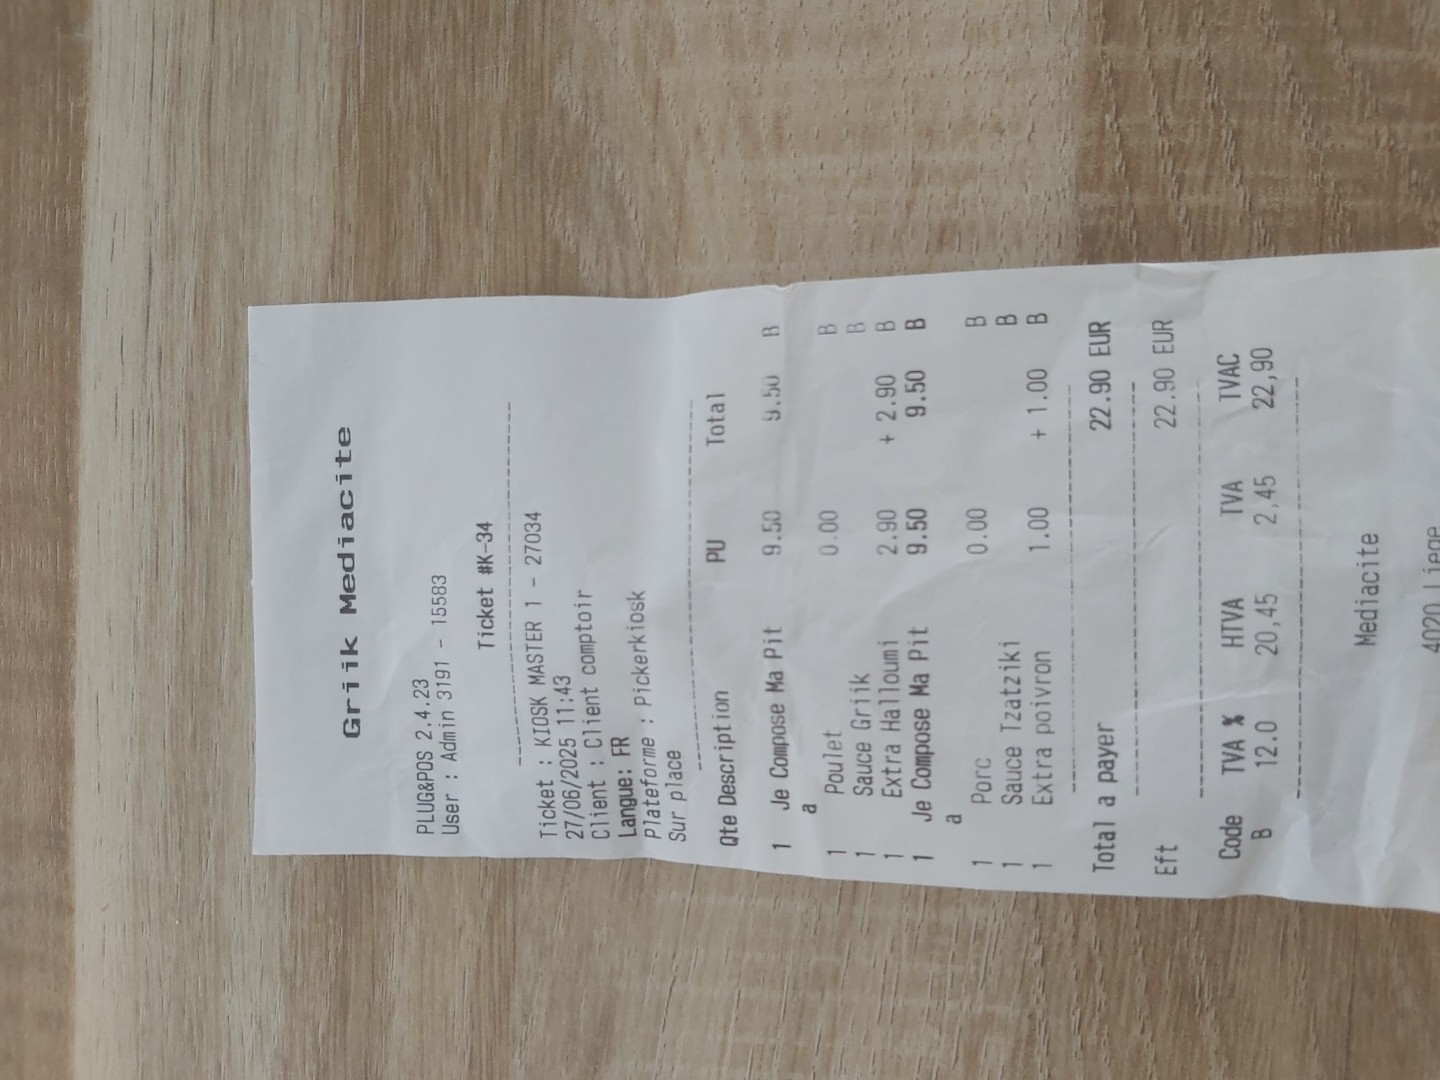 Griik Mediacite
PLUG&POS 2.4.23
User : Admin 3191 - 15583
Ticket #K-34
Ticket : KIOSK MASTER 1 - 27034
27/06/2025 11:43
Client : Client comptoir
Langue: FR
Plateforme : Pickerkiosk
Sur place
Qte Description PU Total
1 Je Compose Ma Pit 9.50 9.50 B
a
1 Poulet 0.00 B
1 Sauce Griik B
1 Extra Halloumi 2.90 + 2.90 B
1 Je Compose Ma Pit 9.50 9.50 B
a
1 Porc 0.00 B
1 Sauce Tzatziki B
1 Extra poivron 1.00 + 1.00 B
Total a payer 22.90 EUR
Eft 22.90 EUR
Code TVA % HTVA TVA TVAC
B 12.0 20,45 2,45 22,90
Mediacite
4020 Liege